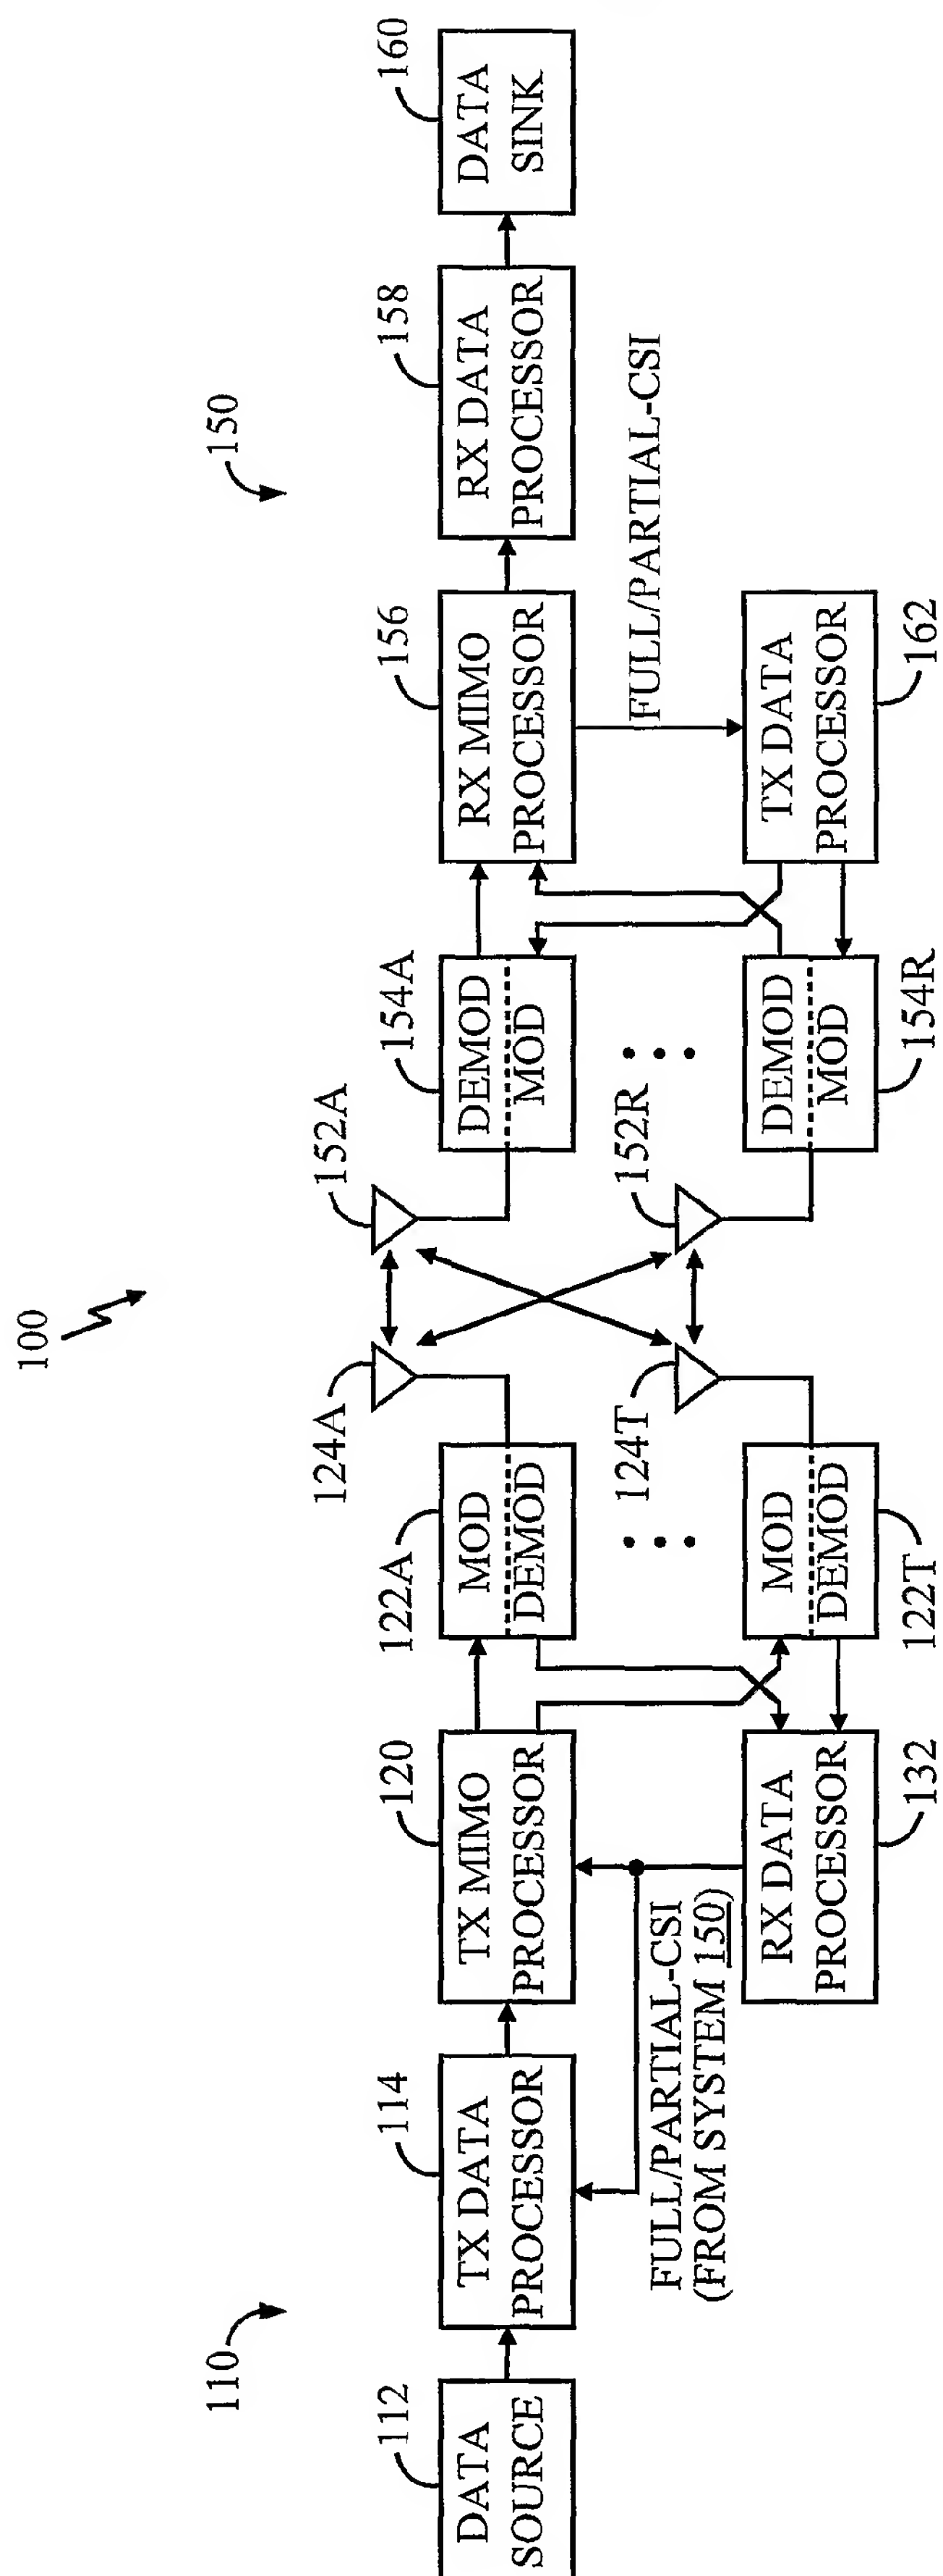 100
110
150
112
DATA
SOURCE
114
TX DATA
PROCESSOR
120
TX MIMO
PROCESSOR
122A
MOD
DEMOD
124A
152A
154A
DEMOD
MOD
156
RX MIMO
PROCESSOR
158
RX DATA
PROCESSOR
160
DATA
SINK
FULL/PARTIAL-CSI
(FROM SYSTEM 150)
RX DATA
PROCESSOR
132
MOD
DEMOD
122T
124T
152R
DEMOD
MOD
154R
FULL/PARTIAL-CSI
TX DATA
PROCESSOR
162